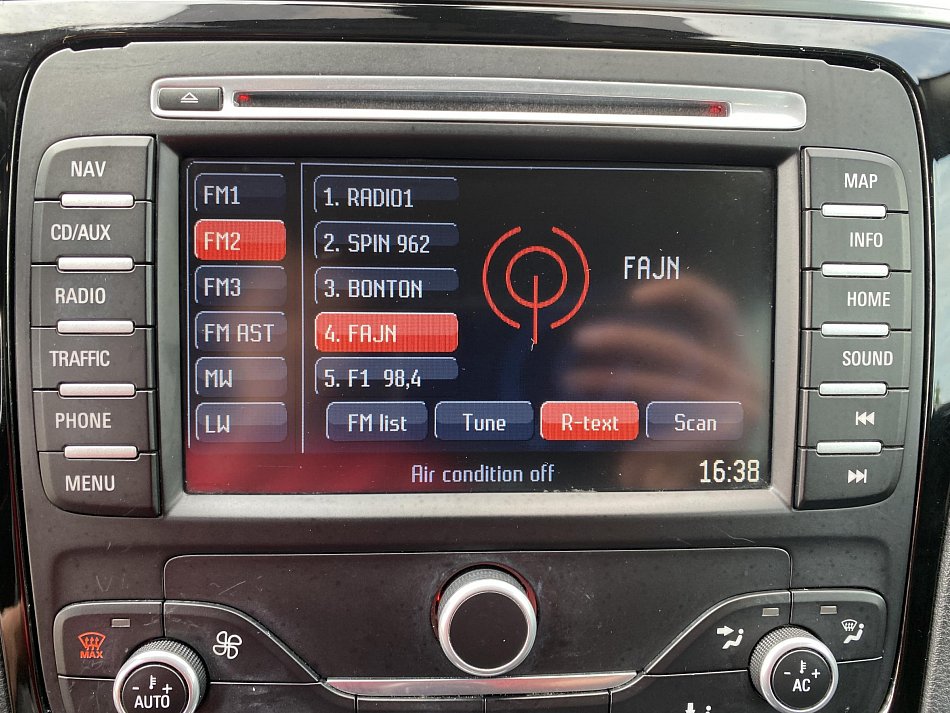 NAV
CD/AUX
RADIO
TRAFFIC
PHONE
MENU
FM1
FM2
FM3
FM AST
MW
LW
1. RADIO1
2. SPIN 962
3. BONTON
4. FAJN
5. F1 98,4
FAJN
FM list
Tune
R-text
Scan
Air condition off
16:38
MAP
INFO
HOME
SOUND
MAX
- +
AUTO
- +
AC